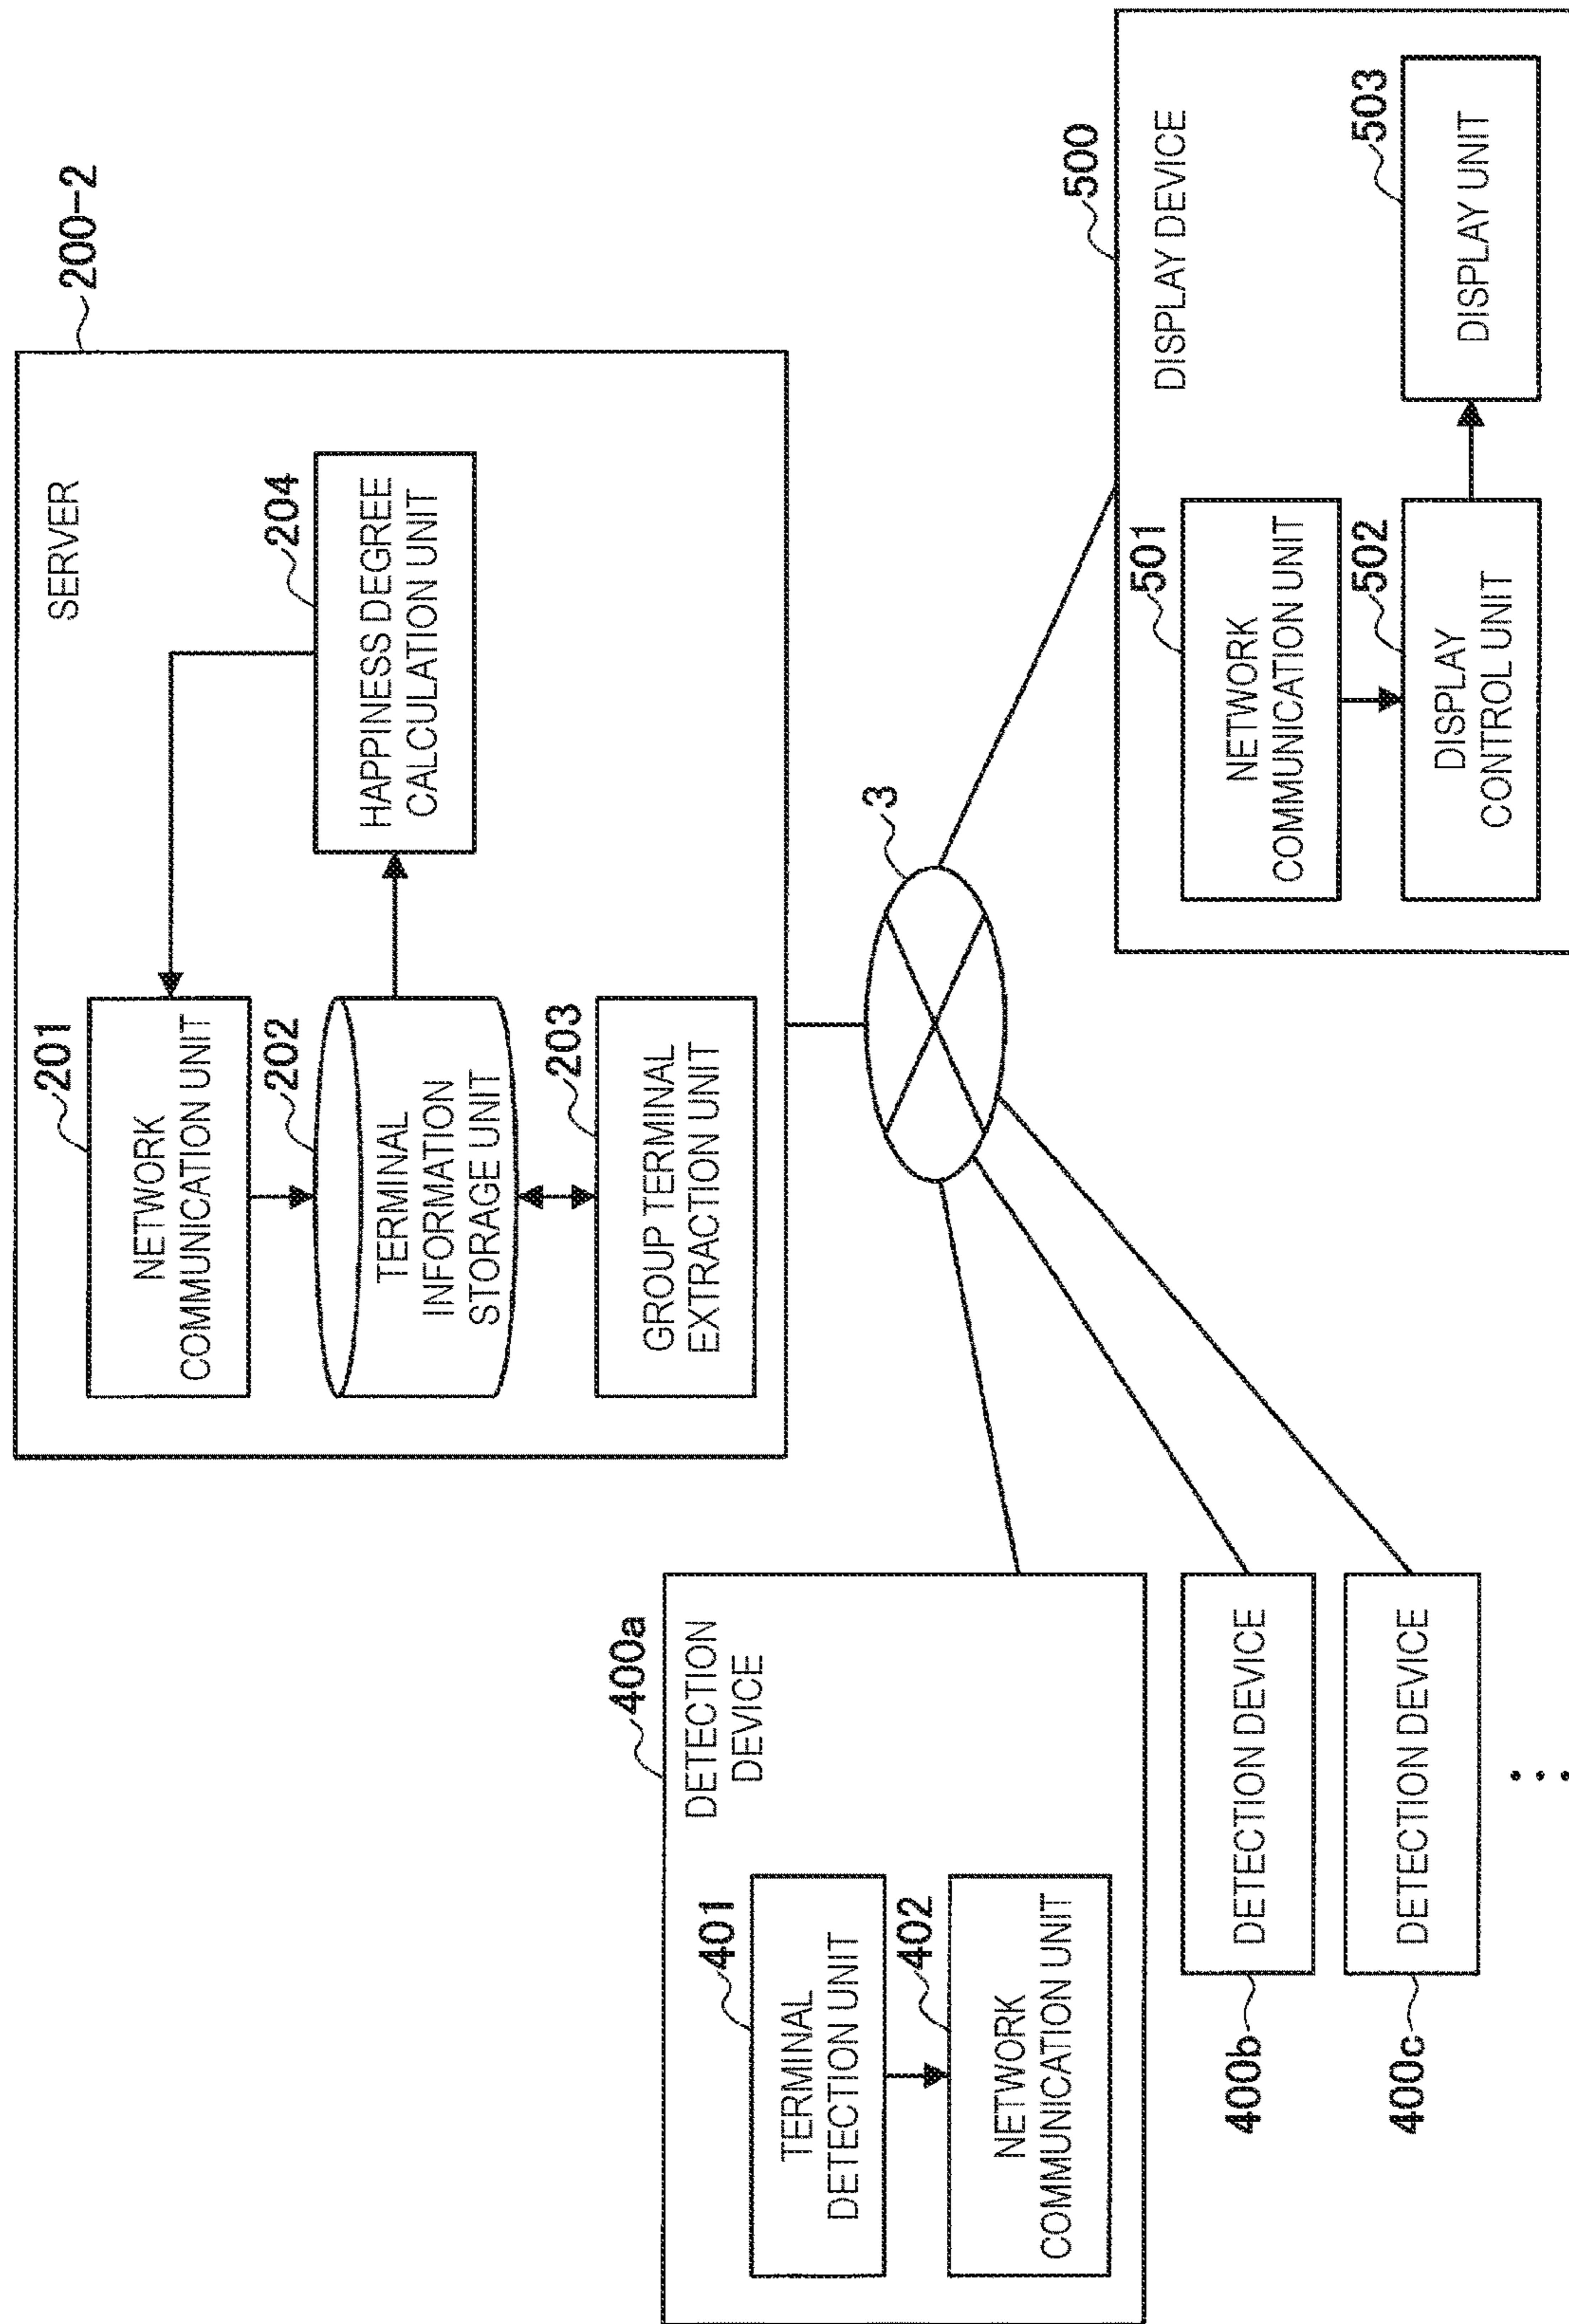 200-2
SERVER
201
NETWORK
COMMUNICATION UNIT
202
TERMINAL
INFORMATION
STORAGE UNIT
203
GROUP TERMINAL
EXTRACTION UNIT
204
HAPPINESS DEGREE
CALCULATION UNIT
3
400a
DETECTION
DEVICE
401
TERMINAL
DETECTION UNIT
402
NETWORK
COMMUNICATION UNIT
400b
DETECTION DEVICE
400c
DETECTION DEVICE
500
DISPLAY DEVICE
501
NETWORK
COMMUNICATION UNIT
502
DISPLAY
CONTROL UNIT
503
DISPLAY UNIT